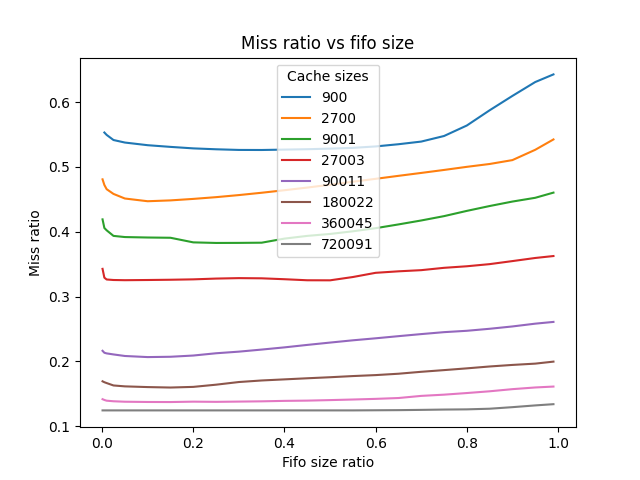 Miss ratio vs fifo size
Cache sizes
900
2700
9001
27003
90011
180022
360045
720091
Miss ratio
0.6
0.5
0.4
0.3
0.2
0.1
0.0 0.2 0.4 0.6 0.8 1.0
Fifo size ratio